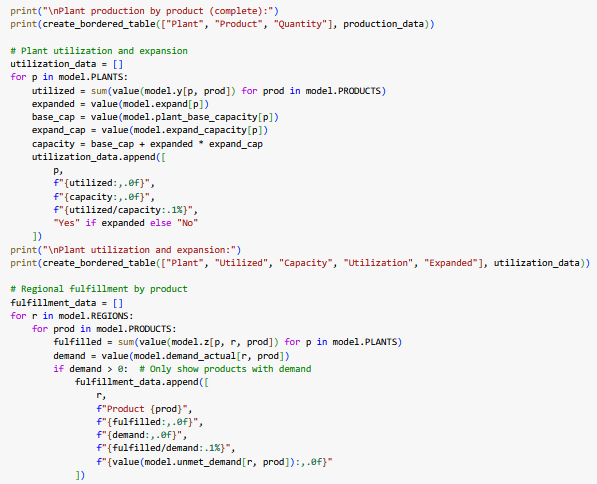 print("\nPlant production by product (complete):")
print(create_bordered_table(["Plant", "Product", "Quantity"], production_data))

# Plant utilization and expansion
utilization_data = []
for p in model.PLANTS:
    utilized = sum(value(model.y[p, prod]) for prod in model.PRODUCTS)
    expanded = value(model.expand[p])
    base_cap = value(model.plant_base_capacity[p])
    expand_cap = value(model.expand_capacity[p])
    capacity = base_cap + expanded * expand_cap
    utilization_data.append([
        p,
        f"{utilized:,.0f}",
        f"{capacity:,.0f}",
        f"{utilized/capacity:.1%}",
        "Yes" if expanded else "No"
    ])
print("\nPlant utilization and expansion:")
print(create_bordered_table(["Plant", "Utilized", "Capacity", "Utilization", "Expanded"], utilization_data))

# Regional fulfillment by product
fulfillment_data = []
for r in model.REGIONS:
    for prod in model.PRODUCTS:
        fulfilled = sum(value(model.z[p, r, prod]) for p in model.PLANTS)
        demand = value(model.demand_actual[r, prod])
        if demand > 0:  # Only show products with demand
            fulfillment_data.append([
                r,
                f"Product {prod}",
                f"{fulfilled:,.0f}",
                f"{demand:,.0f}",
                f"{fulfilled/demand:.1%}",
                f"{value(model.unmet_demand[r, prod]):,.0f}"
            ])